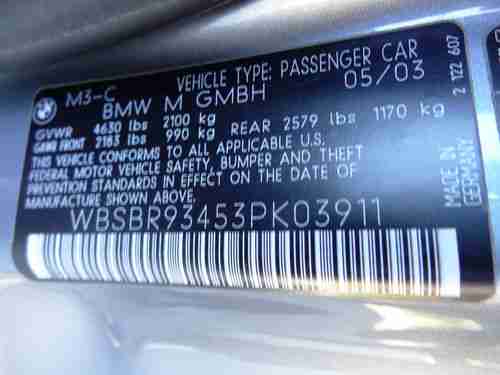 BMW
M3-C
VEHICLE TYPE: PASSENGER CAR
BMW M GMBH
05/03
GVWR 4630 lbs 2100 kg
GAWR FRONT 2183 lbs 990 kg REAR 2579 lbs 1170 kg
THIS VEHICLE CONFORMS TO ALL APPLICABLE U.S.
FEDERAL MOTOR VEHICLE SAFETY, BUMPER AND THEFT
PREVENTION STANDARDS IN EFFECT ON THE DATE OF
MANUFACTURE SHOWN ABOVE.
WBSBR93453PK03911
MADE IN GERMANY
2 122 607